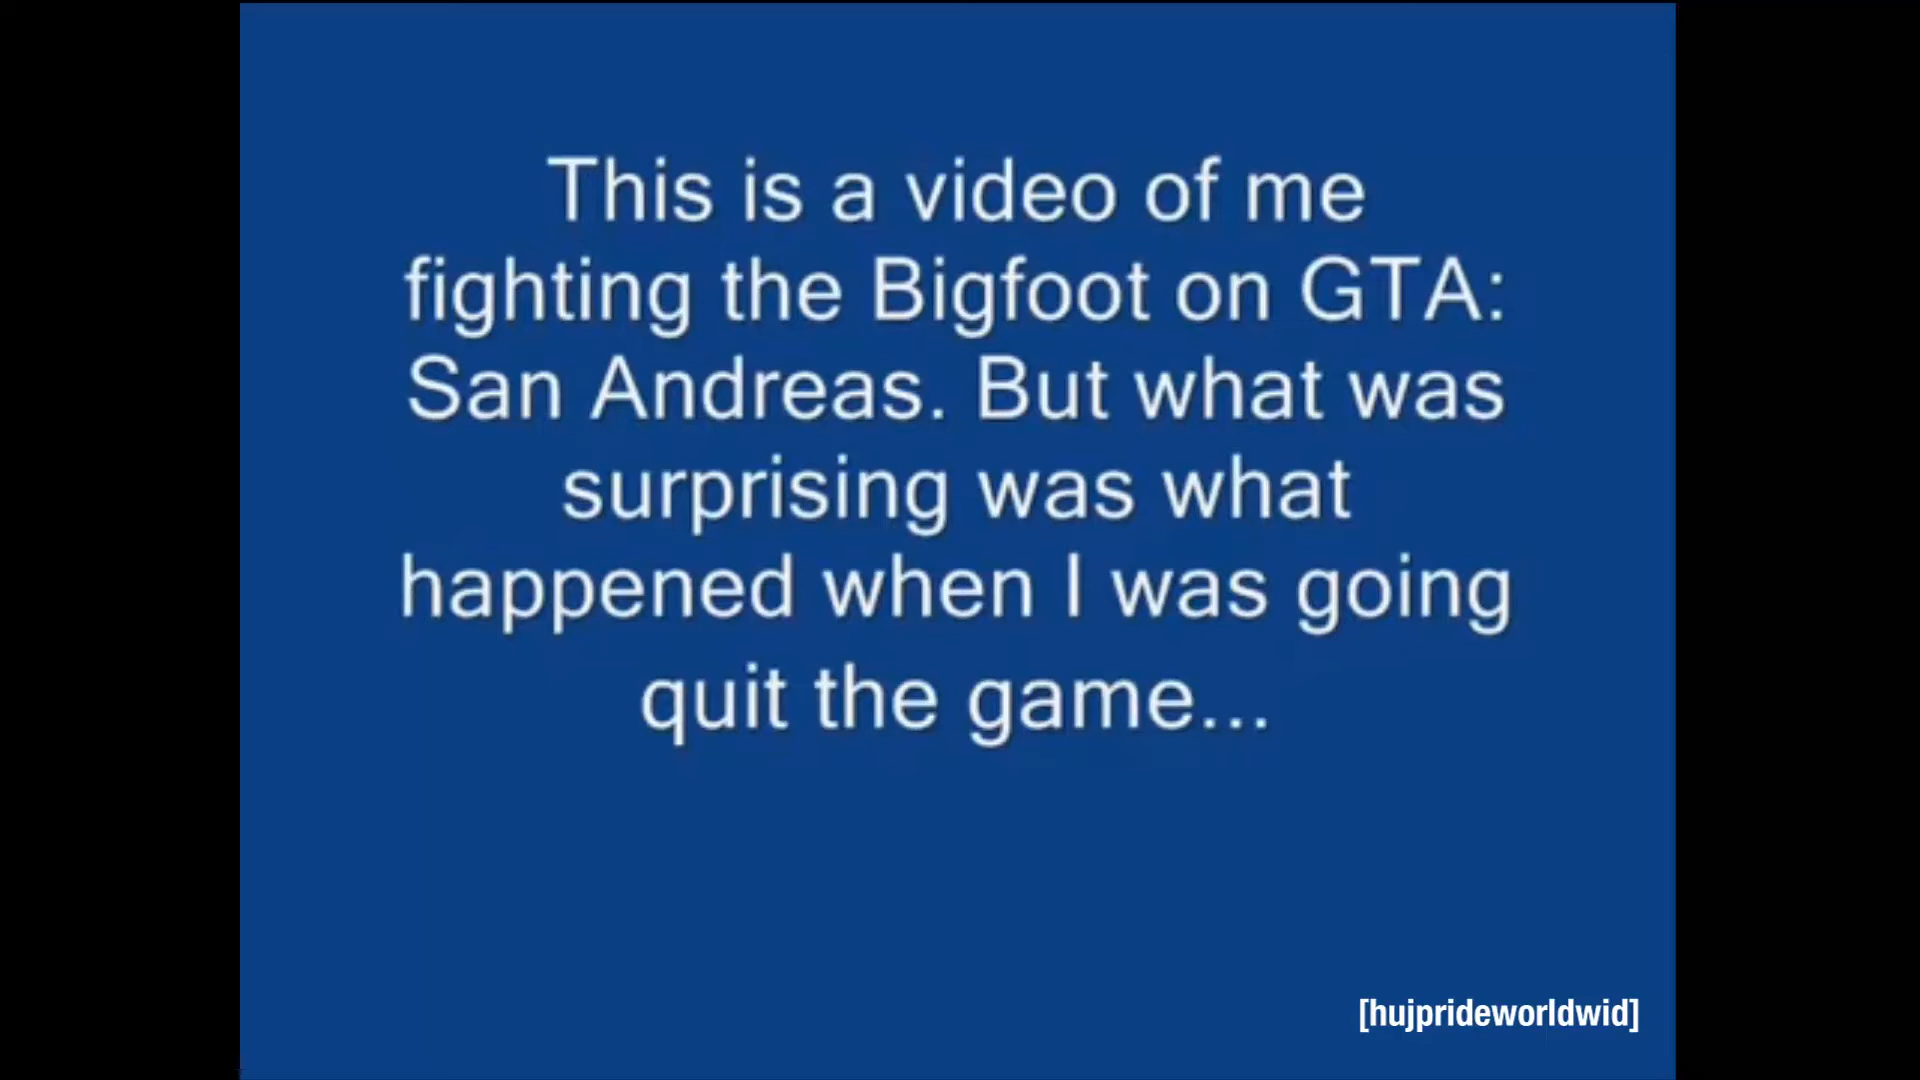 This is a video of me
fighting the Bigfoot on GTA:
San Andreas. But what was
surprising was what
happened when I was going
quit the game...
[hujprideworldwid]